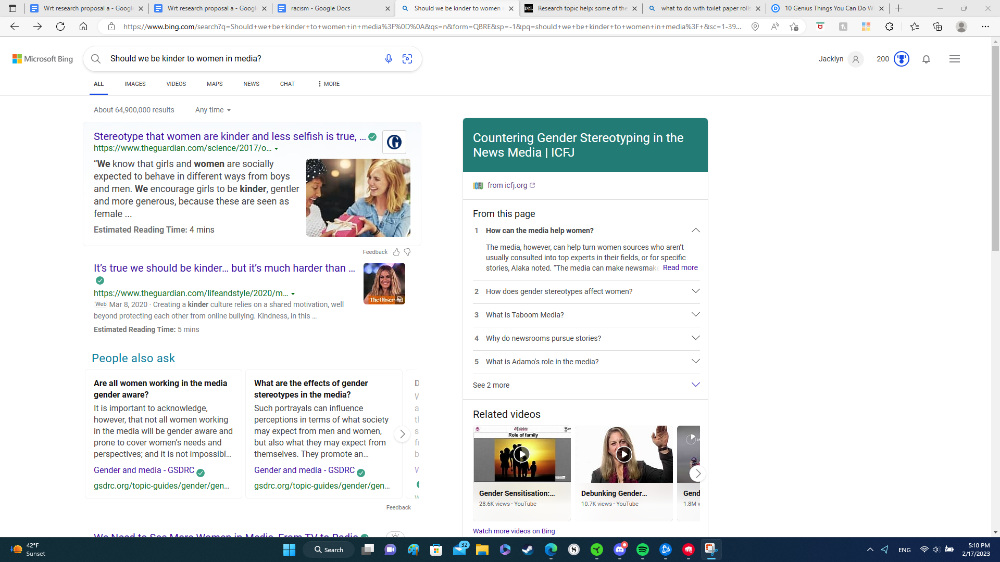 Wrt research proposal a - Google
Wrt research proposal a - Google
racism - Google Docs
Should we be kinder to women i
D2L
Research topic help: some of the
what to do with toilet paper rolls
10 Genius Things You Can Do W
https://www.bing.com/search?q=Should+we+be+kinder+to+women+in+media%3F%0D%0A&qs=n&form=QBRE&sp=-1&pq=should+we+be+kinder+to+women+in+media%3F+&sc=1-39...
Microsoft Bing
Should we be kinder to women in media?
Jacklyn
200
ALL
IMAGES
VIDEOS
MAPS
NEWS
CHAT
MORE
About 64,900,000 results
Any time
Stereotype that women are kinder and less selfish is true, ...
https://www.theguardian.com/science/2017/o...
“We know that girls and women are socially
expected to behave in different ways from boys
and men. We encourage girls to be kinder, gentler
and more generous, because these are seen as
female ...
Estimated Reading Time: 4 mins
Feedback
It’s true we should be kinder… but it’s much harder than ...
https://www.theguardian.com/lifeandstyle/2020/m...
Web Mar 8, 2020 · Creating a kinder culture relies on a shared motivation, well
beyond protecting each other from online bullying. Kindness, in this ...
Estimated Reading Time: 5 mins
The Obser
People also ask
Are all women working in the media
gender aware?
It is important to acknowledge,
however, that not all women working
in the media will be gender aware and
prone to cover women’s needs and
perspectives; and it is not impossibl...
Gender and media - GSDRC
gsdrc.org/topic-guides/gender/gen...
What are the effects of gender
stereotypes in the media?
Such portrayals can influence
perceptions in terms of what society
may expect from men and women,
but also what they may expect from
themselves. They promote an...
Gender and media - GSDRC
gsdrc.org/topic-guides/gender/gen...
Feedback
We Need to See More Women in Media, From TV to Radio
Countering Gender Stereotyping in the
News Media | ICFJ
ICFJ
from icfj.org
From this page
1 How can the media help women?
The media, however, can help turn women sources who aren’t
usually consulted into top experts in their fields, or for specific
stories, Alaka noted. “The media can make newsmake Read more
2 How does gender stereotypes affect women?
3 What is Taboom Media?
4 Why do newsrooms pursue stories?
5 What is Adamo's role in the media?
See 2 more
Related videos
Role of family
Gender Sensitisation:...
28.6K views · YouTube
Debunking Gender...
10.7K views · YouTube
Gend
1.8M v
Watch more videos on Bing
42°F
Sunset
Search
32
ENG
5:10 PM
2/17/2023